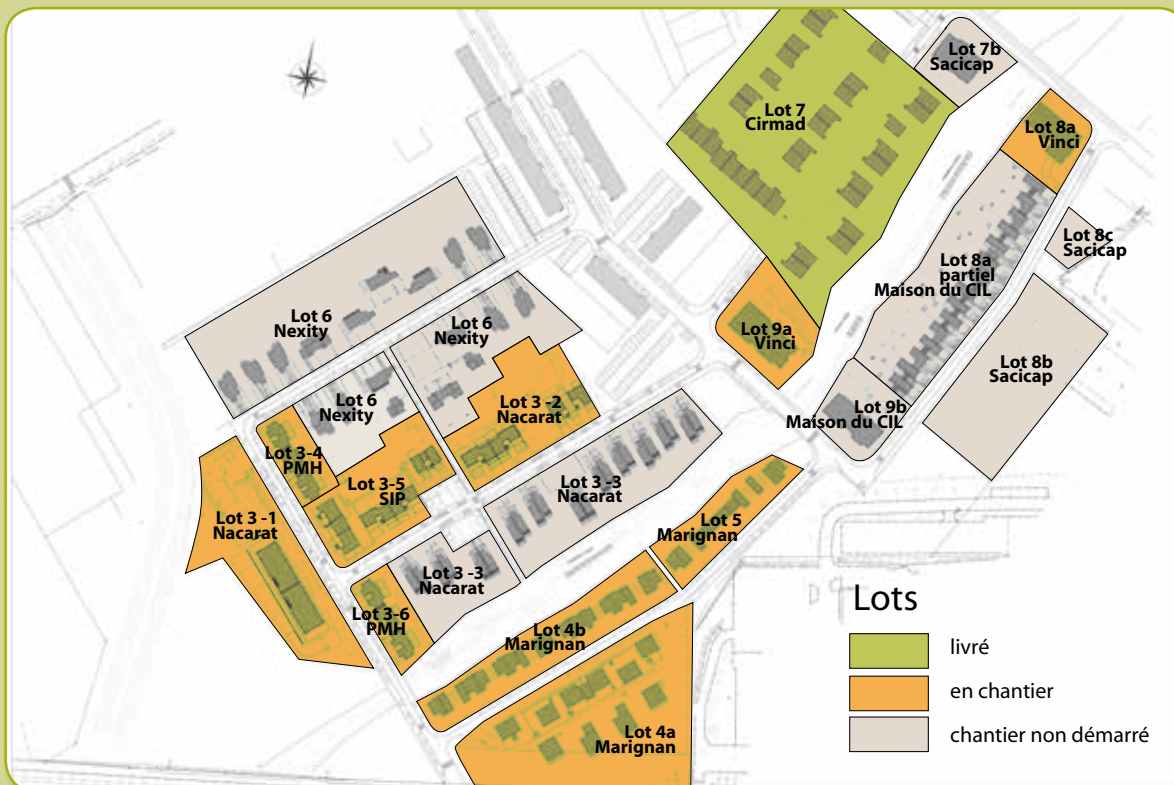 Lot 7b
Sacicap
Lot 7
Cirmad
Lot 8a
Vinci
Lot 8c
Sacicap
Lot 8a
partiel
Maison du CIL
Lot 6
Nexity
Lot 6
Nexity
Lot 9a
Vinci
Lot 8b
Sacicap
Lot 6
Nexity
Lot 3 -2
Nacarat
Lot 9b
Maison du CIL
Lot 3-4
PMH
Lot 3-5
SIP
Lot 3 -3
Nacarat
Lot 3 -1
Nacarat
Lot 5
Marignan
Lot 3 -3
Nacarat
Lot 3-6
PMH
Lot 4b
Marignan
Lot 4a
Marignan
Lots
livré
en chantier
chantier non démarré